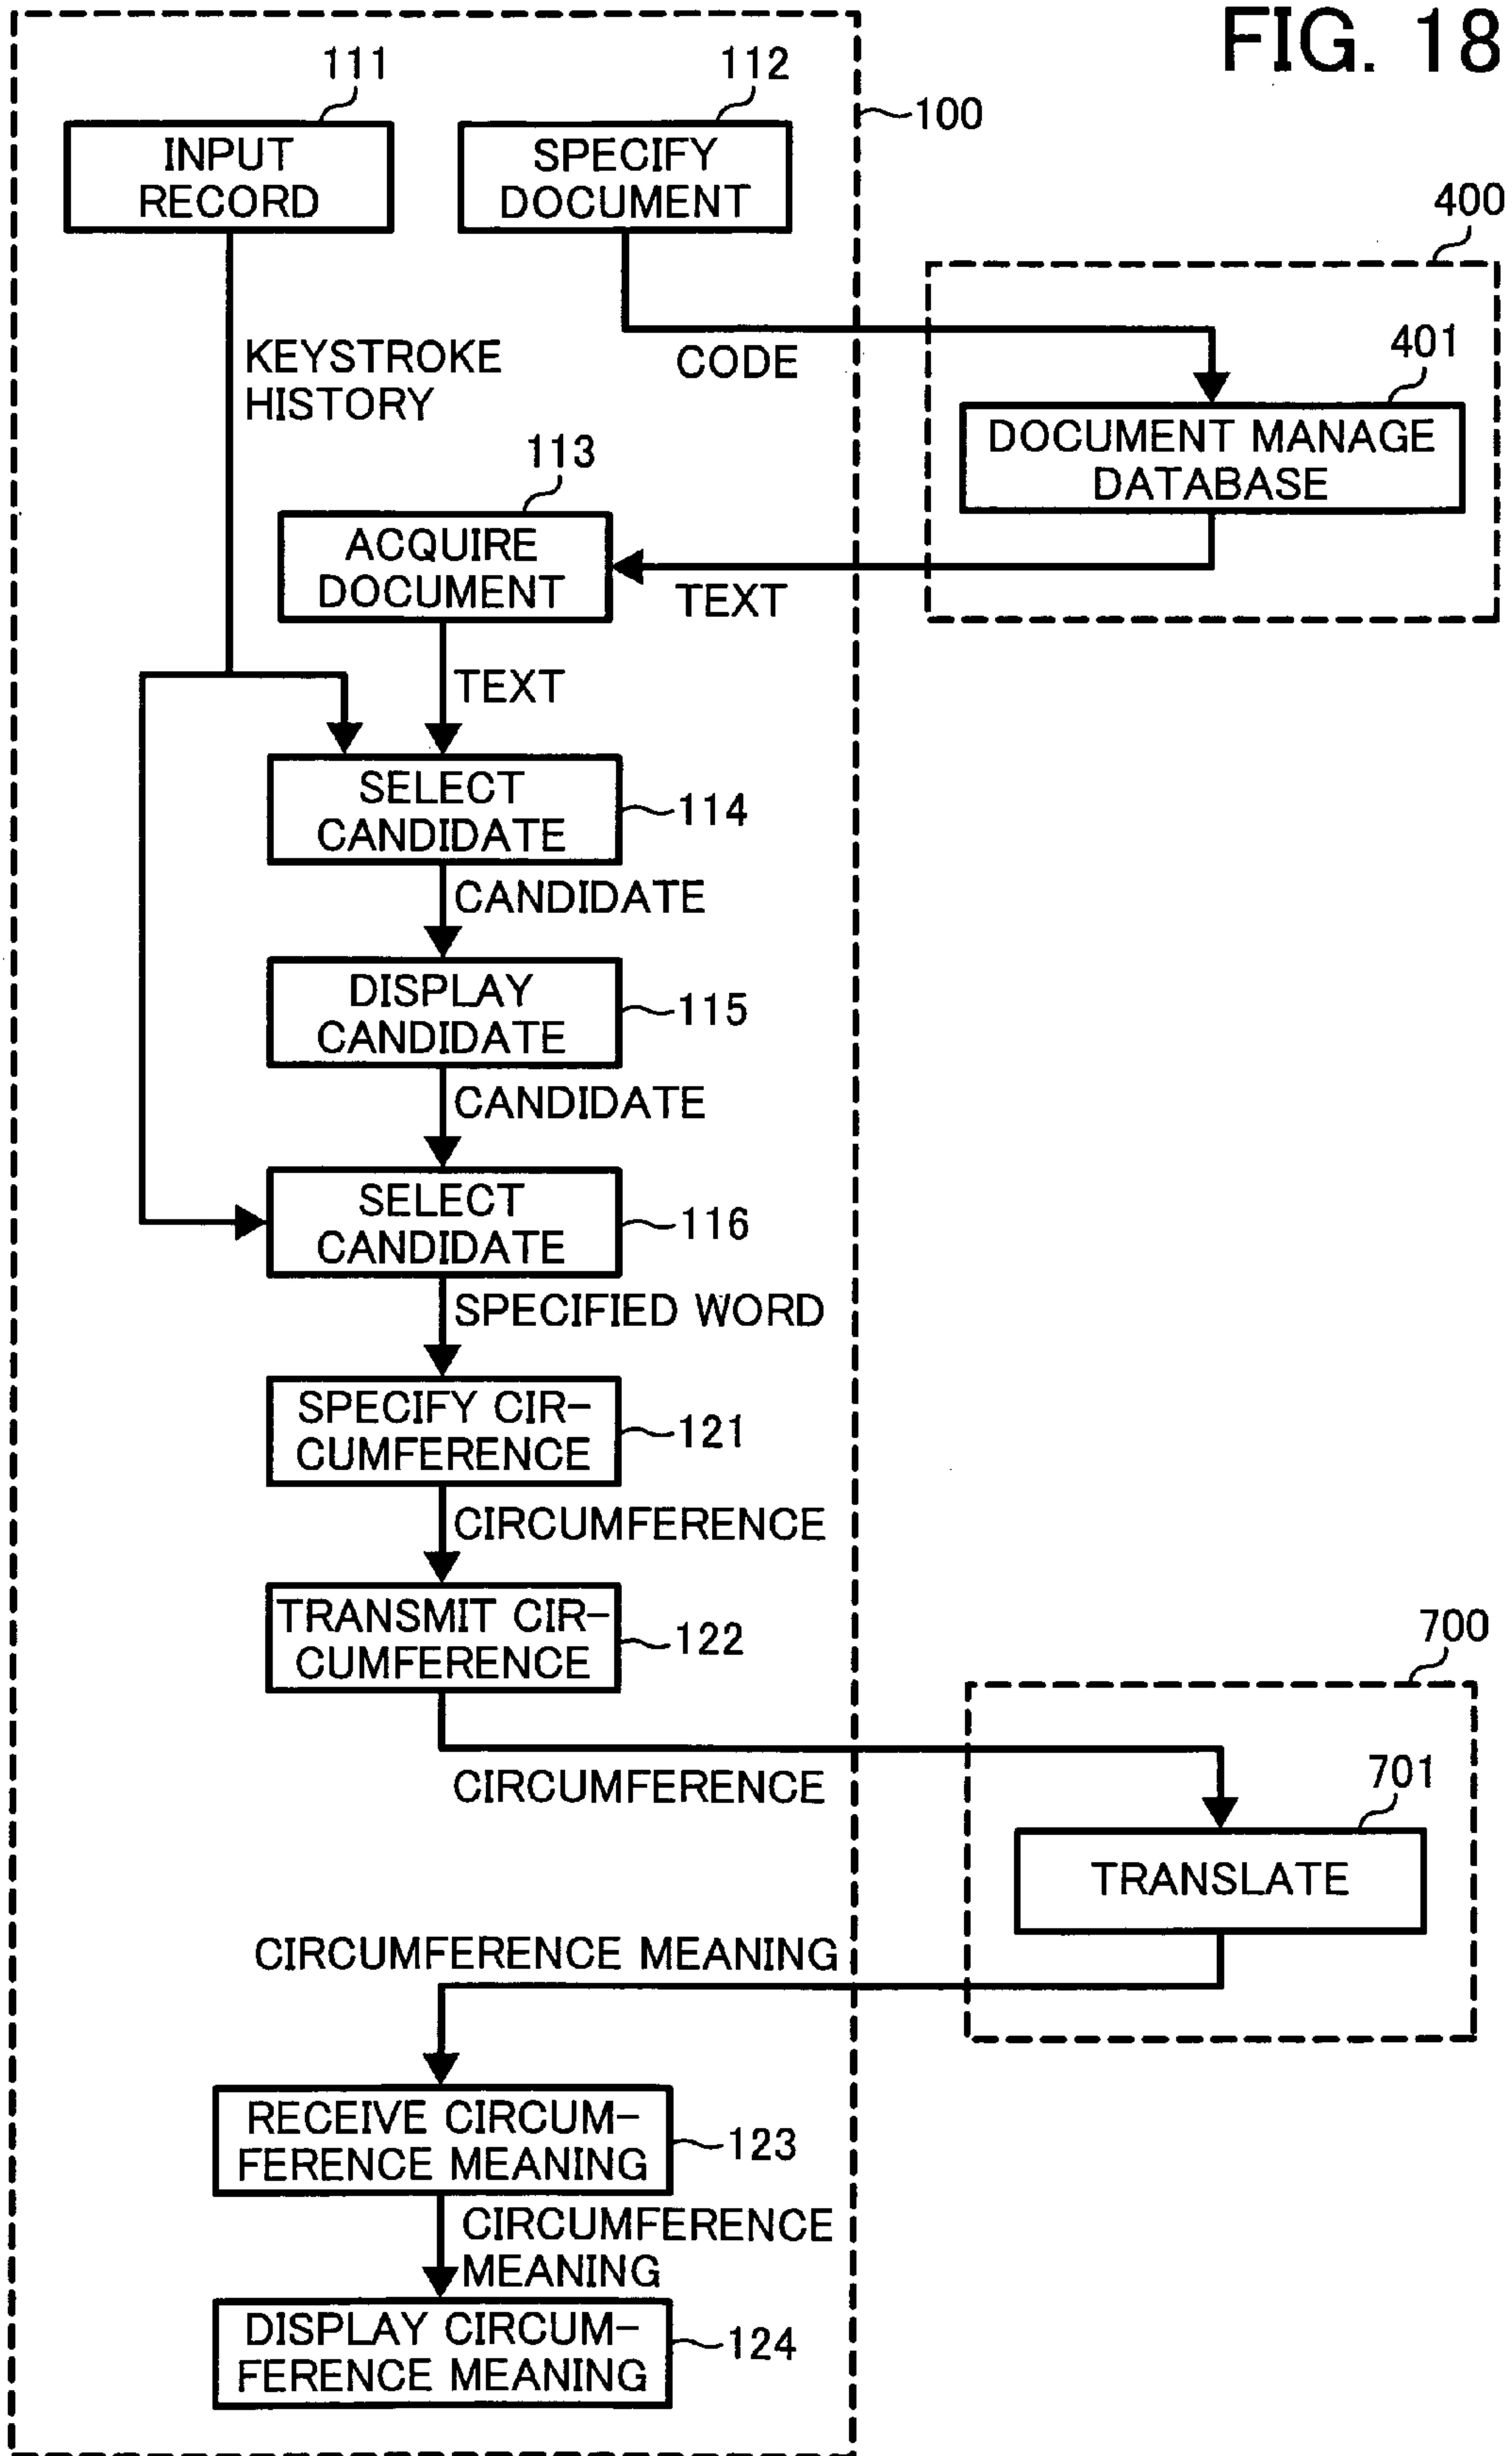 FIG. 18
111
112
100
INPUT
RECORD
SPECIFY
DOCUMENT
400
KEYSTROKE
HISTORY
CODE
401
DOCUMENT MANAGE
DATABASE
113
ACQUIRE
DOCUMENT
TEXT
TEXT
SELECT
CANDIDATE
114
CANDIDATE
DISPLAY
CANDIDATE
115
CANDIDATE
SELECT
CANDIDATE
116
SPECIFIED WORD
SPECIFY CIR-
CUMFERENCE
121
CIRCUMFERENCE
TRANSMIT CIR-
CUMFERENCE
122
700
CIRCUMFERENCE
701
TRANSLATE
CIRCUMFERENCE MEANING
RECEIVE CIRCUM-
FERENCE MEANING
123
CIRCUMFERENCE
MEANING
DISPLAY CIRCUM-
FERENCE MEANING
124